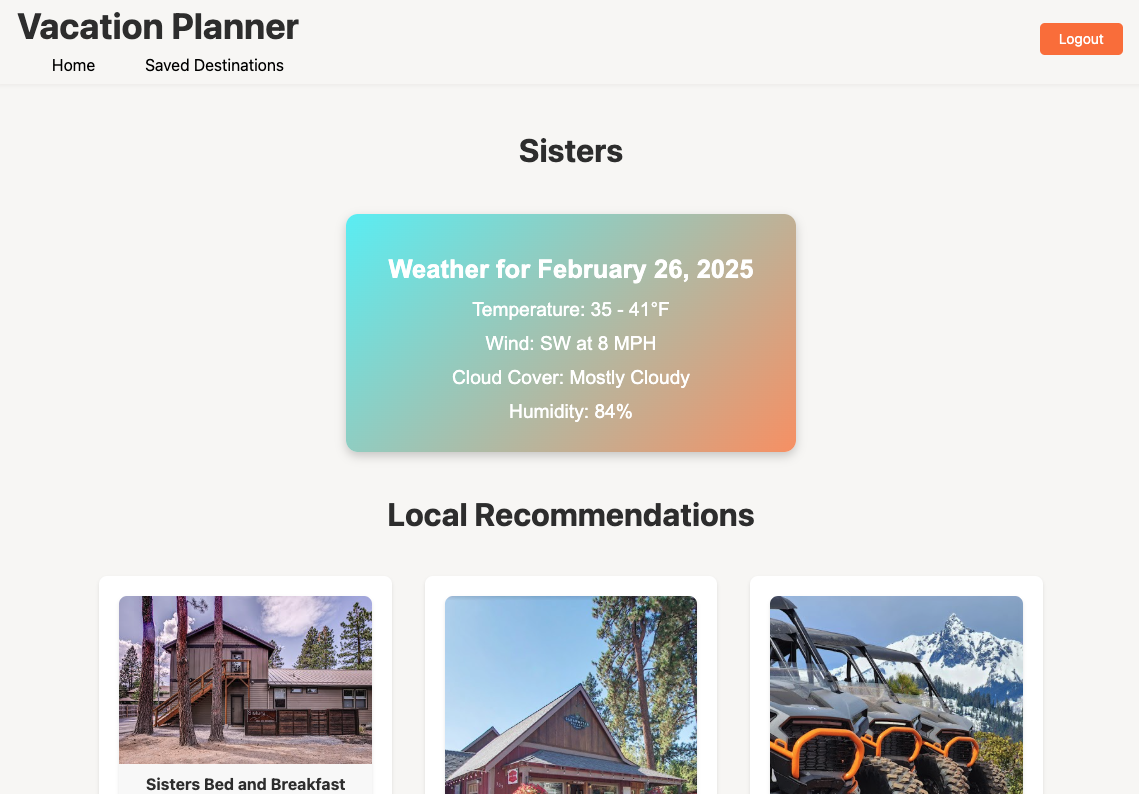 Vacation Planner
Home
Saved Destinations
Logout
Sisters
Weather for February 26, 2025
Temperature: 35 - 41°F
Wind: SW at 8 MPH
Cloud Cover: Mostly Cloudy
Humidity: 84%
Local Recommendations
Sisters Bed and Breakfast